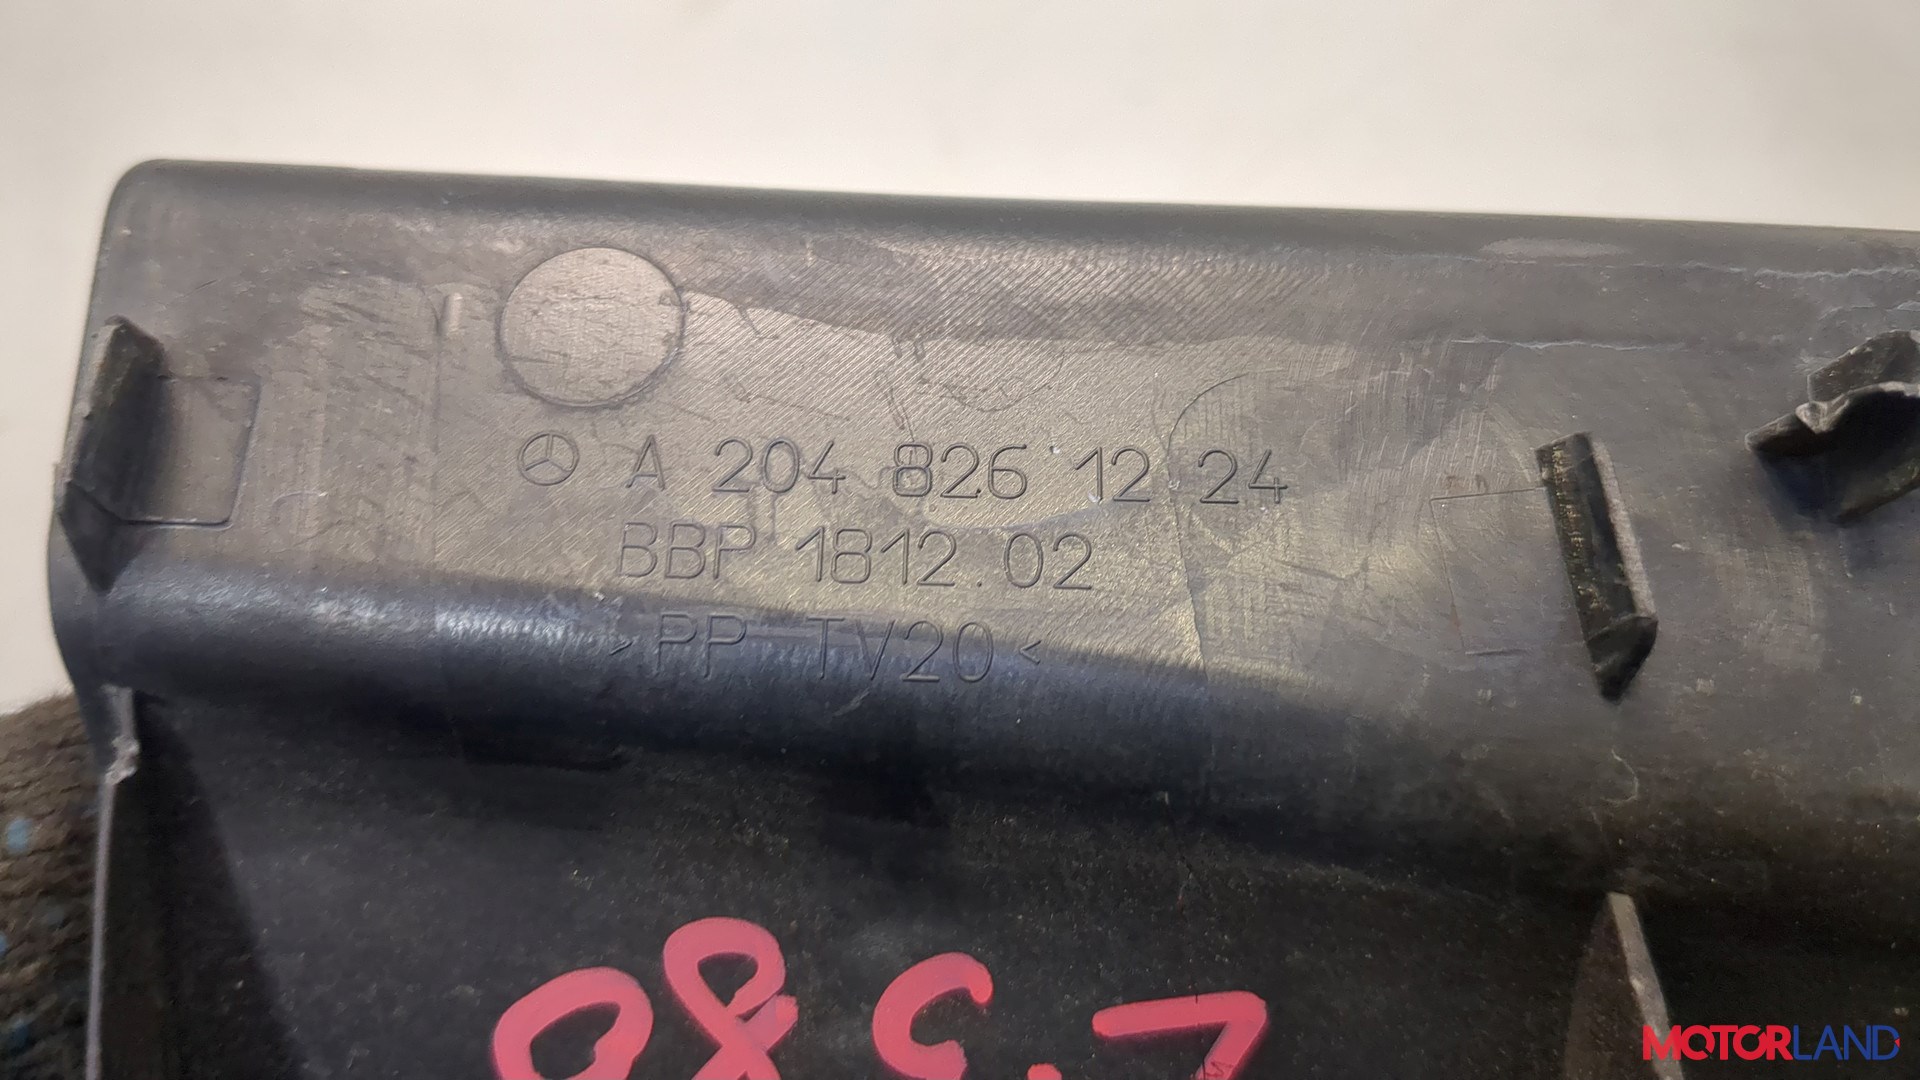 A 204 826 12 24
BBP 1812.02
>PP TV20<
MOTORLAND